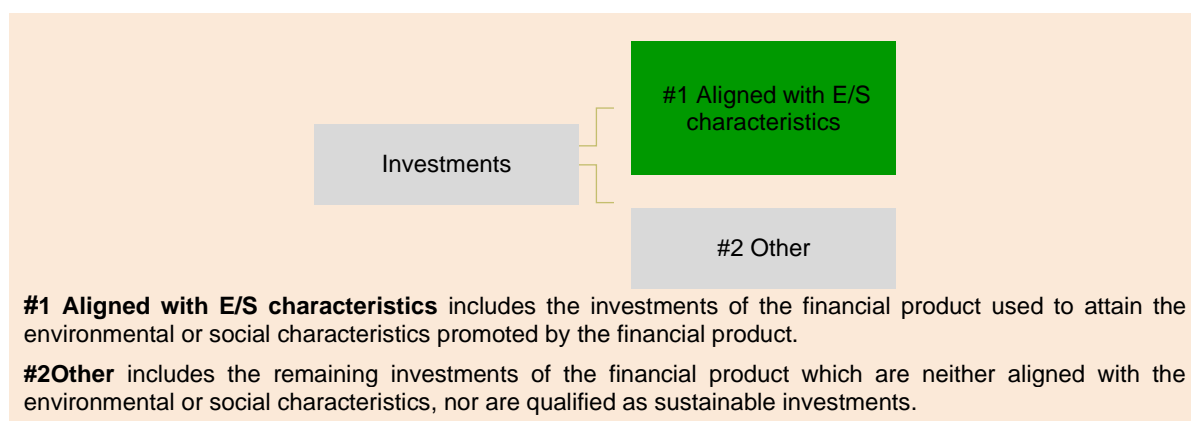 #1 Aligned with E/S
characteristics
Investments
#2 Other
#1 Aligned with E/S characteristics includes the investments of the financial product used to attain the
environmental or social characteristics promoted by the financial product.
#2Other includes the remaining investments of the financial product which are neither aligned with the
environmental or social characteristics, nor are qualified as sustainable investments.